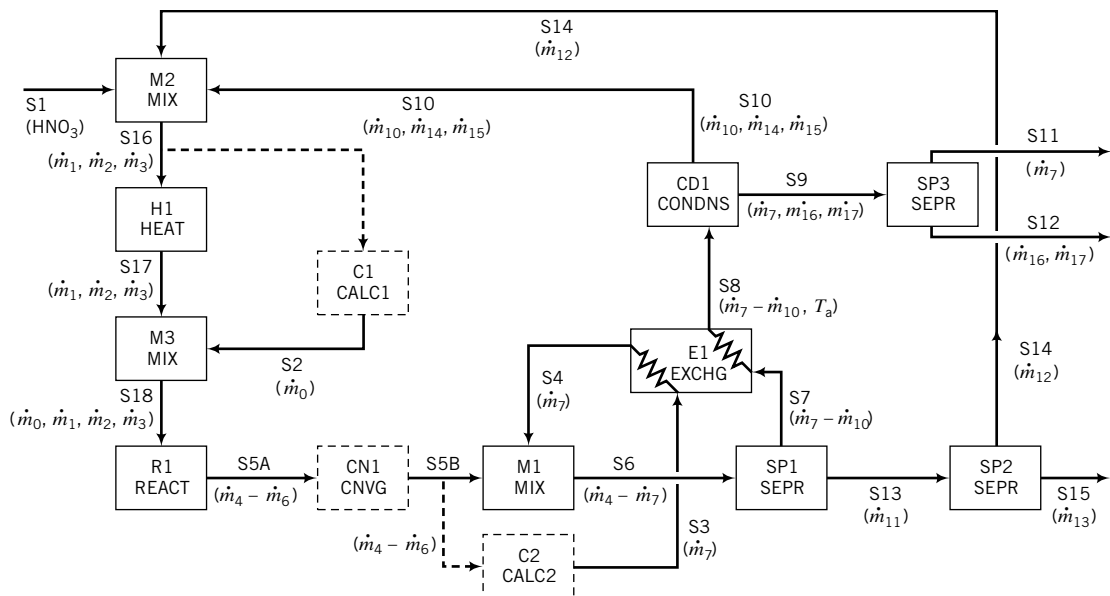 S14
(ṁ₁₂)
M2
MIX
S1
(HNO₃)
S10
(ṁ₁₀, ṁ₁₄, ṁ₁₅)
S10
(ṁ₁₀, ṁ₁₄, ṁ₁₅)
S16
(ṁ₁, ṁ₂, ṁ₃)
S11
(ṁ₇)
CD1
CONDNS
S9
(ṁ₇, ṁ₁₆, ṁ₁₇)
SP3
SEPR
H1
HEAT
S12
(ṁ₁₆, ṁ₁₇)
S17
(ṁ₁, ṁ₂, ṁ₃)
C1
CALC1
S8
(ṁ₇ – ṁ₁₀, Tₐ)
M3
MIX
S2
(ṁ₀)
E1
EXCHG
S14
(ṁ₁₂)
S18
(ṁ₀, ṁ₁, ṁ₂, ṁ₃)
S4
(ṁ₇)
S7
(ṁ₇ – ṁ₁₀)
R1
REACT
S5A
(ṁ₄ – ṁ₆)
CN1
CNVG
S5B
M1
MIX
S6
(ṁ₄ – ṁ₇)
SP1
SEPR
S13
(ṁ₁₁)
SP2
SEPR
S15
(ṁ₁₃)
(ṁ₄ – ṁ₆)
C2
CALC2
S3
(ṁ₇)